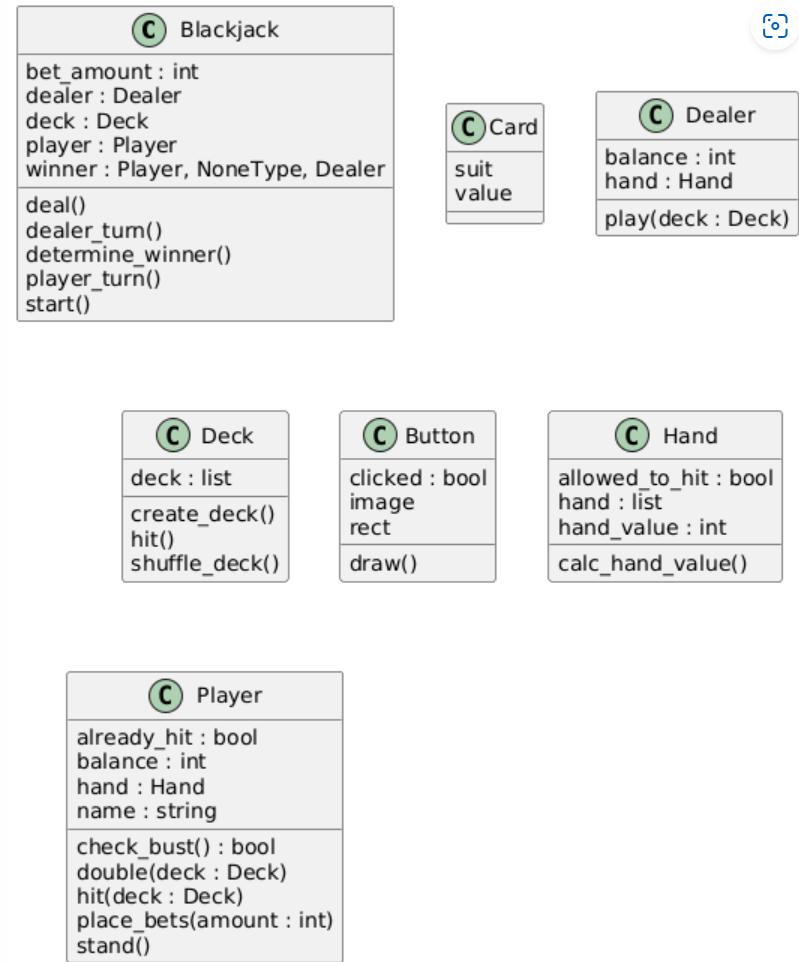 C Blackjack
bet_amount : int
dealer : Dealer
deck : Deck
player : Player
winner : Player, NoneType, Dealer
deal()
dealer_turn()
determine_winner()
player_turn()
start()
C Card
suit
value
C Dealer
balance : int
hand : Hand
play(deck : Deck)
C Deck
deck : list
create_deck()
hit()
shuffle_deck()
C Button
clicked : bool
image
rect
draw()
C Hand
allowed_to_hit : bool
hand : list
hand_value : int
calc_hand_value()
C Player
already_hit : bool
balance : int
hand : Hand
name : string
check_bust() : bool
double(deck : Deck)
hit(deck : Deck)
place_bets(amount : int)
stand()